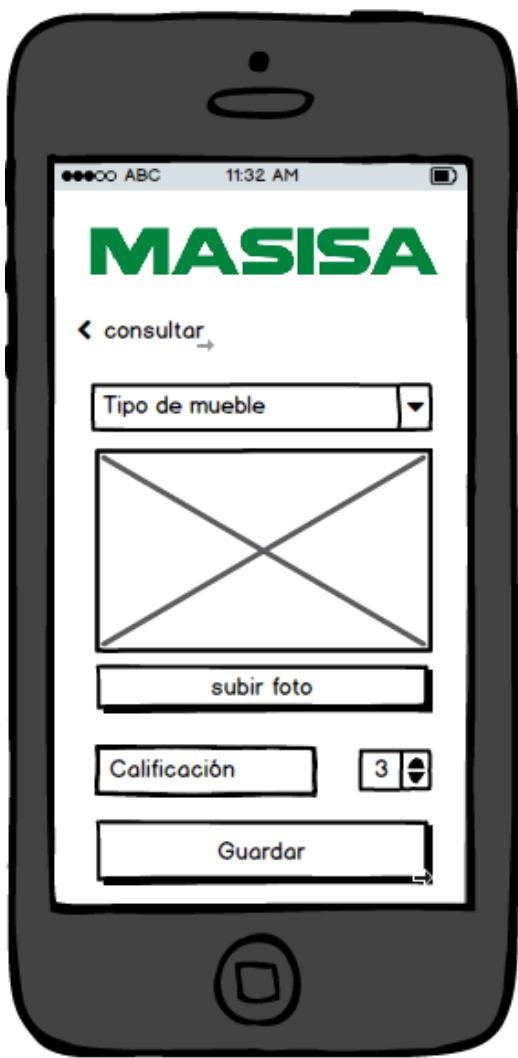 ABC 11:32 AM
MASISA
consultar
Tipo de mueble
subir foto
Calificación 3
Guardar